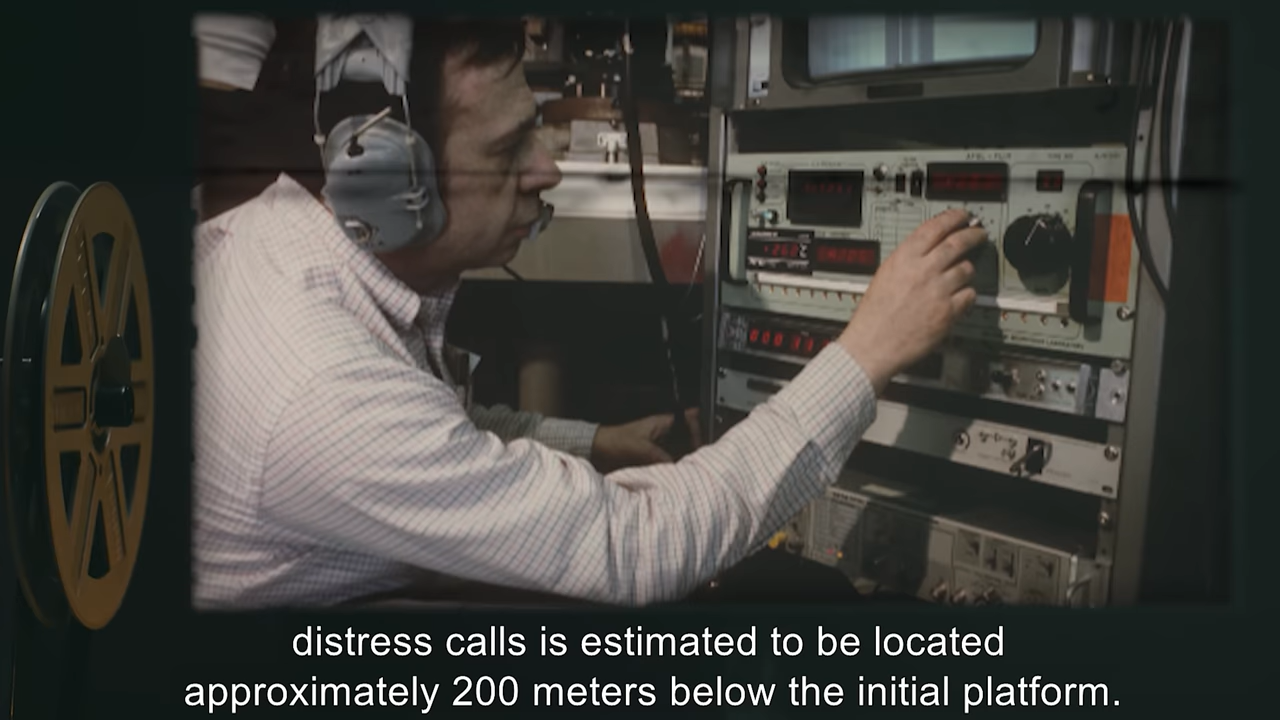 distress calls is estimated to be located
approximately 200 meters below the initial platform.